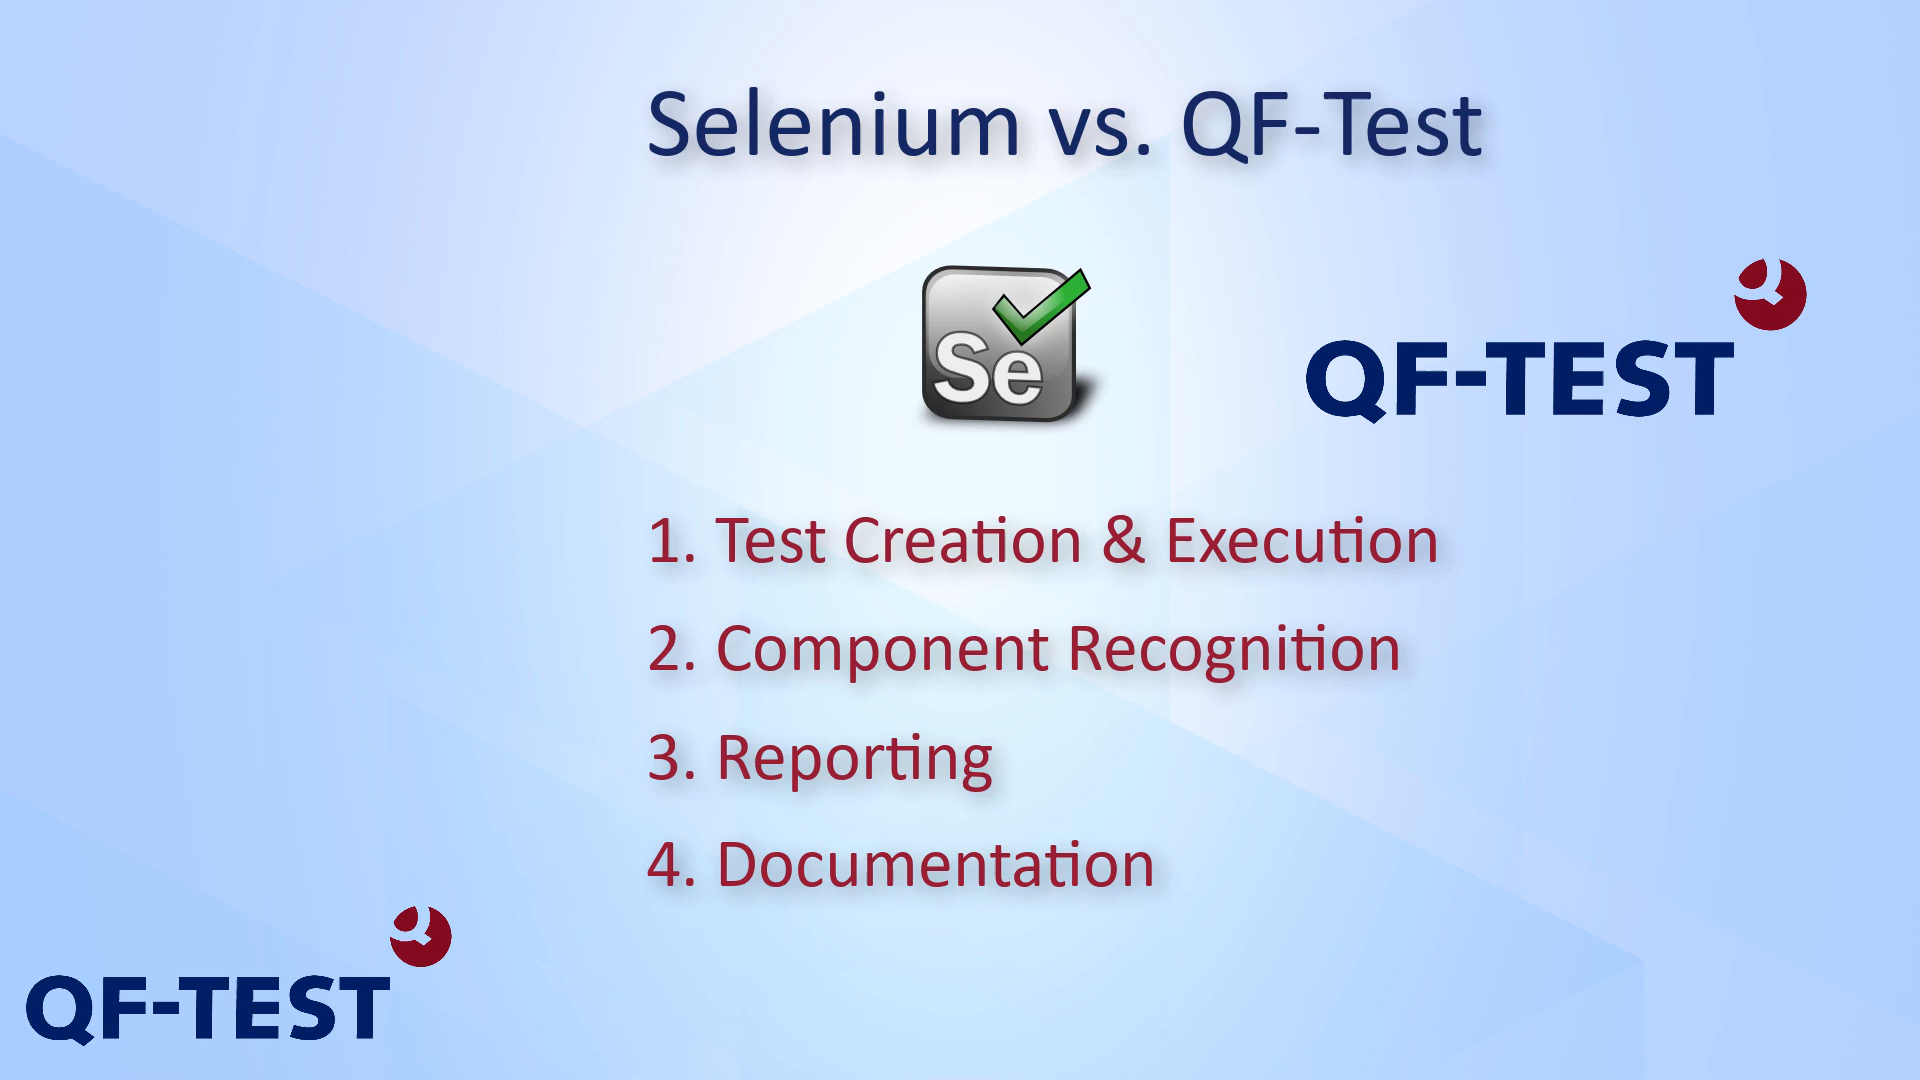 Selenium vs. QF-Test
Se
QF-TEST
1. Test Creation & Execution
2. Component Recognition
3. Reporting
4. Documentation
QF-TEST